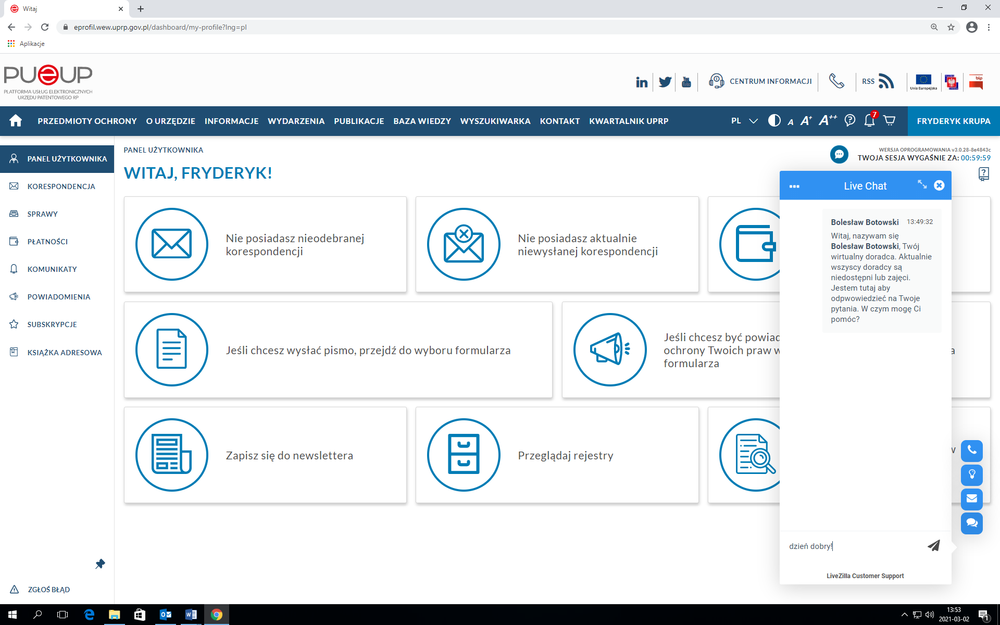 Witaj
eprofil.wew.uprp.gov.pl/dashboard/my-profile?lng=pl
Aplikacje
PUeUP
PLATFORMA USŁUG ELEKTRONICZNYCH
URZĘDU PATENTOWEGO RP
in
You
Tube
CENTRUM INFORMACJI
RSS
Unia Europejska
bip
PRZEDMIOTY OCHRONY
O URZĘDZIE
INFORMACJE
WYDARZENIA
PUBLIKACJE
BAZA WIEDZY
WYSZUKIWARKA
KONTAKT
KWARTALNIK UPRP
PL
A
A+
A++
7
FRYDERYK KRUPA
PANEL UŻYTKOWNIKA
KORESPONDENCJA
SPRAWY
PŁATNOŚCI
KOMUNIKATY
POWIADOMIENIA
SUBSKRYPCJE
KSIĄŻKA ADRESOWA
ZGŁOŚ BŁĄD
PANEL UŻYTKOWNIKA
WERSJA OPROGRAMOWANIA v3.0.28-8e4843c
TWOJA SESJA WYGAŚNIE ZA: 00:59:59
WITAJ, FRYDERYK!
Nie posiadasz nieodebranej
korespondencji
Nie posiadasz aktualnie
niewysłanej korespondencji
Jeśli chcesz wysłać pismo, przejdź do wyboru formularza
Jeśli chcesz być powiad
ochrony Twoich praw w
formularza
a
Zapisz się do newslettera
Przeglądaj rejestry
w
Live Chat
Bolesław Botowski 13:49:32
Witaj, nazywam się
Bolesław Botowski, Twój
wirtualny doradca. Aktualnie
wszyscy doradcy są
niedostępni lub zajęci.
Jestem tutaj aby
odpwowiedzieć na Twoje
pytania. W czym mogę Ci
pomóc?
dzień dobry!
LiveZilla Customer Support
13:53
2021-03-02
1